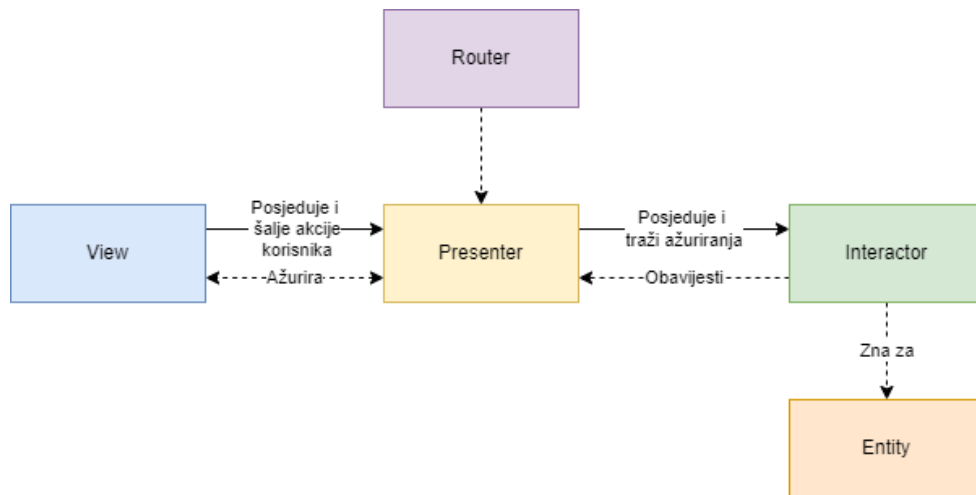 Router
View
Posjeduje i
šalje akcije
korisnika
Ažurira
Presenter
Posjeduje i
traži ažuriranja
Obavijesti
Interactor
Zna za
Entity